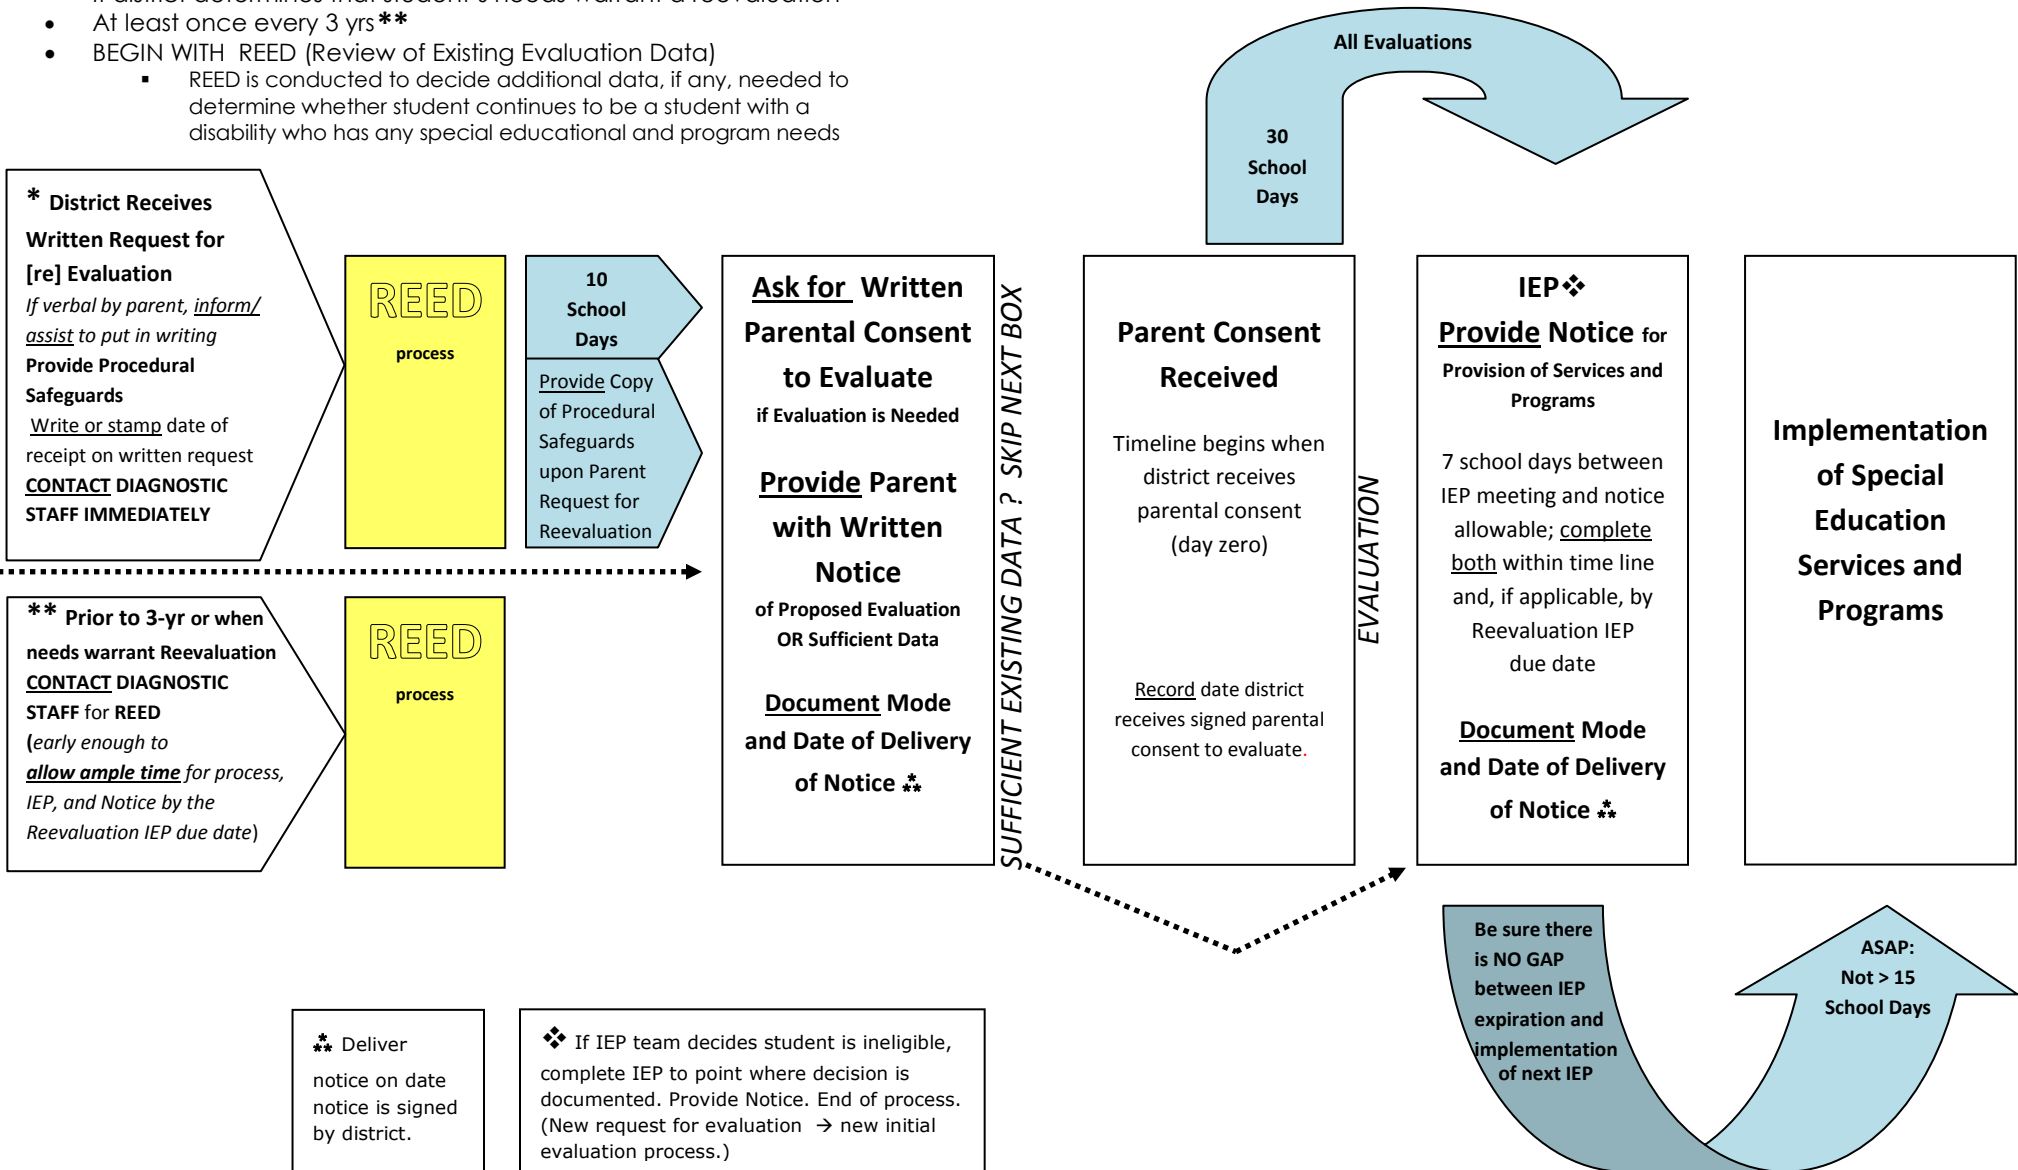 • At least once every 3 yrs**
• BEGIN WITH REED (Review of Existing Evaluation Data)
▪ REED is conducted to decide additional data, if any, needed to
determine whether student continues to be a student with a
disability who has any special educational and program needs
All Evaluations
30
School
Days
* District Receives
Written Request for
[re] Evaluation
If verbal by parent, inform/
assist to put in writing
Provide Procedural
Safeguards
Write or stamp date of
receipt on written request
CONTACT DIAGNOSTIC
STAFF IMMEDIATELY
REED
process
10
School
Days
Provide Copy
of Procedural
Safeguards
upon Parent
Request for
Reevaluation
** Prior to 3-yr or when
needs warrant Reevaluation
CONTACT DIAGNOSTIC
STAFF for REED
(early enough to
allow ample time for process,
IEP, and Notice by the
Reevaluation IEP due date)
REED
process
Ask for Written
Parental Consent
to Evaluate
if Evaluation is Needed
Provide Parent
with Written
Notice
of Proposed Evaluation
OR Sufficient Data
Document Mode
and Date of Delivery
of Notice ⁂
SUFFICIENT EXISTING DATA ? SKIP NEXT BOX
Parent Consent
Received
Timeline begins when
district receives
parental consent
(day zero)
Record date district
receives signed parental
consent to evaluate.
EVALUATION
IEP❖
Provide Notice for
Provision of Services and
Programs
7 school days between
IEP meeting and notice
allowable; complete
both within time line
and, if applicable, by
Reevaluation IEP
due date
Document Mode
and Date of Delivery
of Notice ⁂
Implementation
of Special
Education
Services and
Programs
Be sure there
is NO GAP
between IEP
expiration and
implementation
of next IEP
ASAP:
Not > 15
School Days
⁂ Deliver
notice on date
notice is signed
by district.
❖ If IEP team decides student is ineligible,
complete IEP to point where decision is
documented. Provide Notice. End of process.
(New request for evaluation → new initial
evaluation process.)